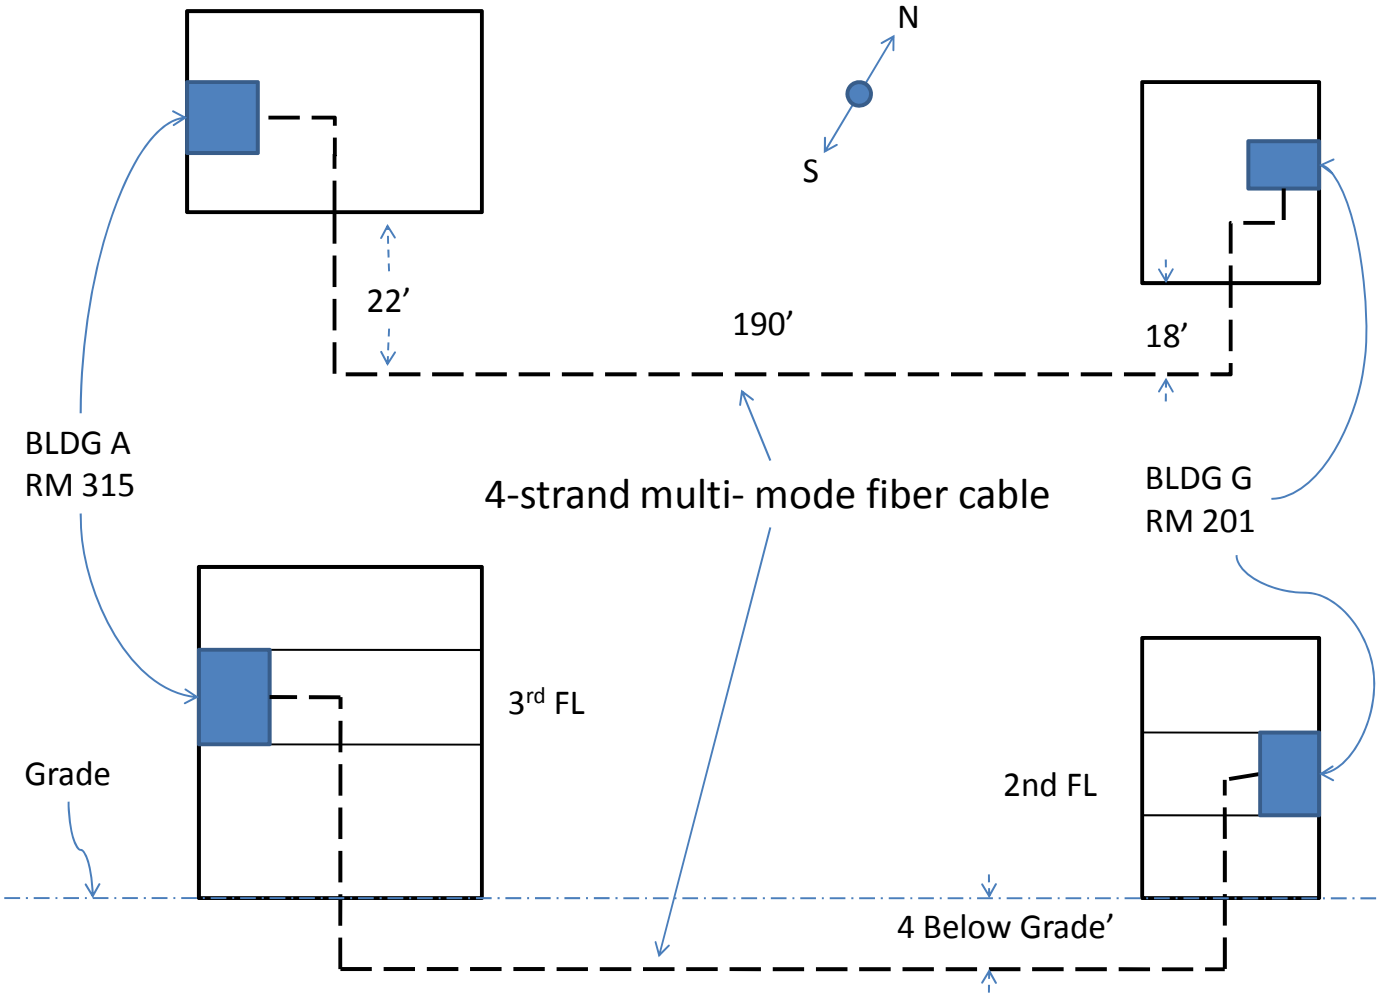 N
S
22’
190’
18’
BLDG A
RM 315
4-strand multi- mode fiber cable
BLDG G
RM 201
3rd FL
Grade
2nd FL
4 Below Grade’